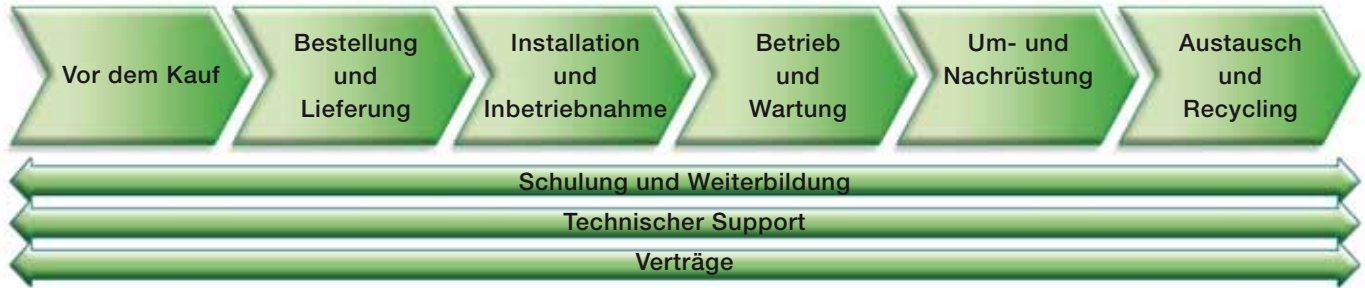 Vor dem Kauf
Bestellung
und
Lieferung
Installation
und
Inbetriebnahme
Betrieb
und
Wartung
Um- und
Nachrüstung
Austausch
und
Recycling
Schulung und Weiterbildung
Technischer Support
Verträge